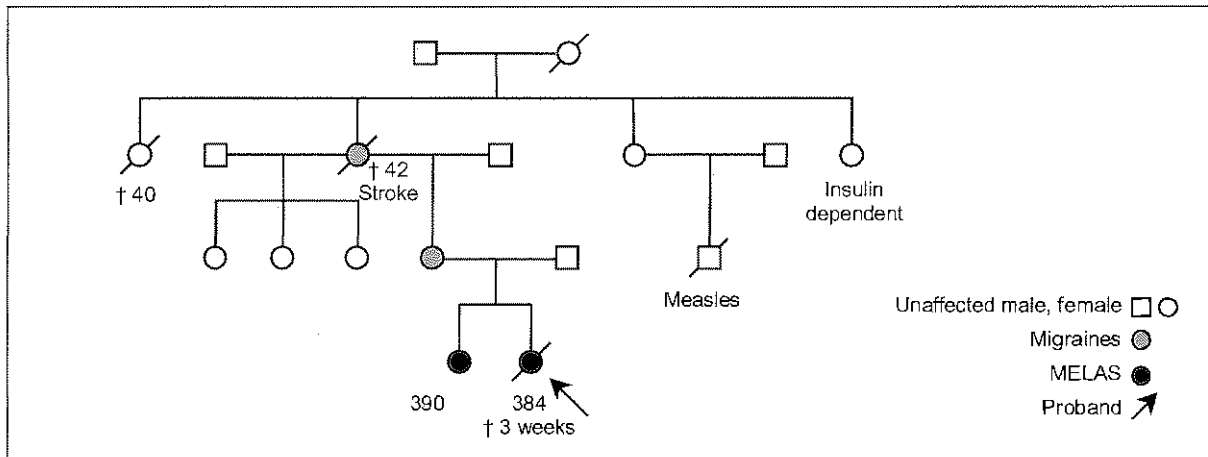 † 40
† 42
Stroke
Insulin
dependent
Measles
390
384
† 3 weeks
Unaffected male, female
Migraines
MELAS
Proband